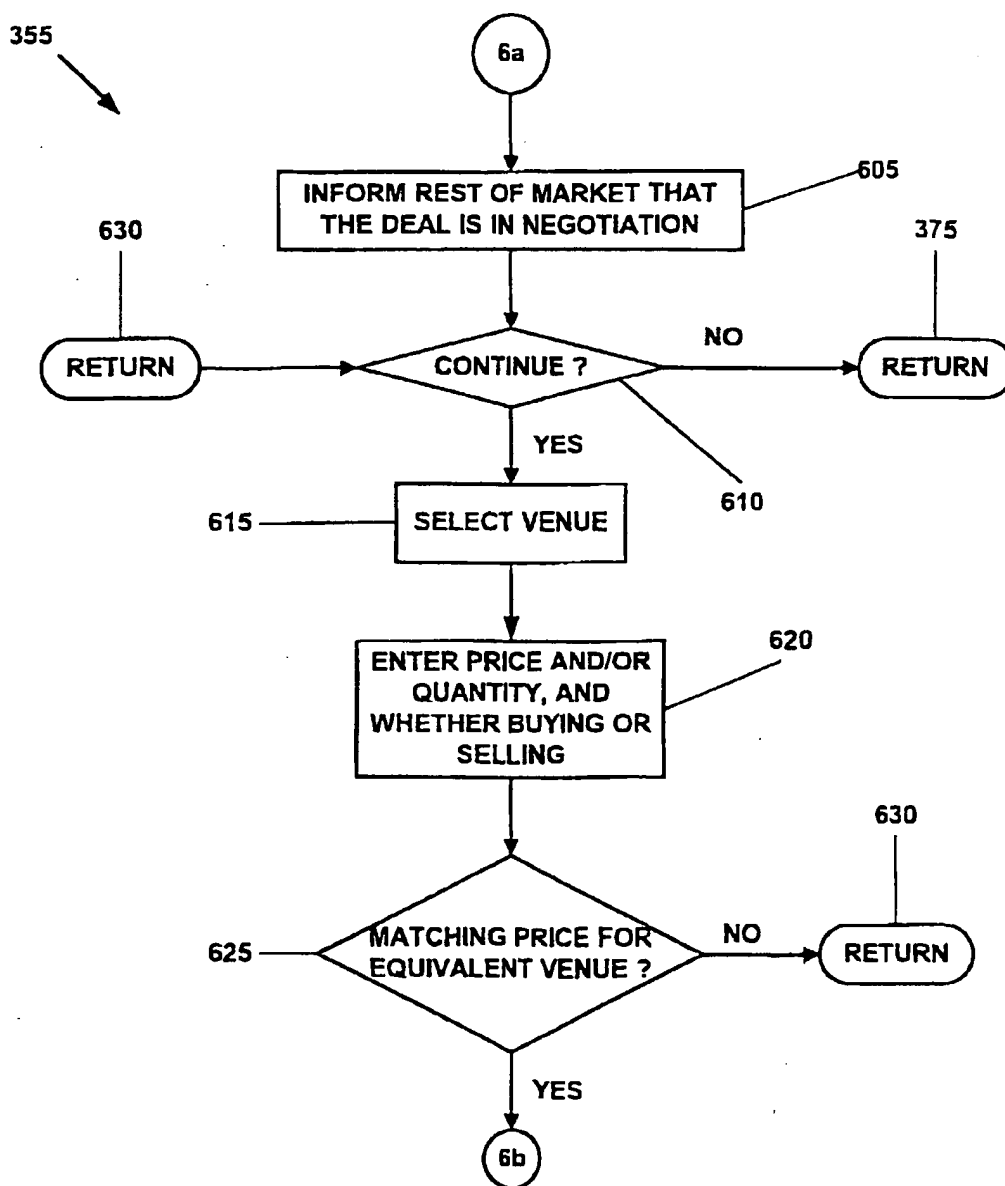 355
6a
605
INFORM REST OF MARKET THAT
THE DEAL IS IN NEGOTIATION
630
375
RETURN
CONTINUE ?
NO
RETURN
YES
610
615
SELECT VENUE
620
ENTER PRICE AND/OR
QUANTITY, AND
WHETHER BUYING OR
SELLING
630
625
MATCHING PRICE FOR
EQUIVALENT VENUE ?
NO
RETURN
YES
6b